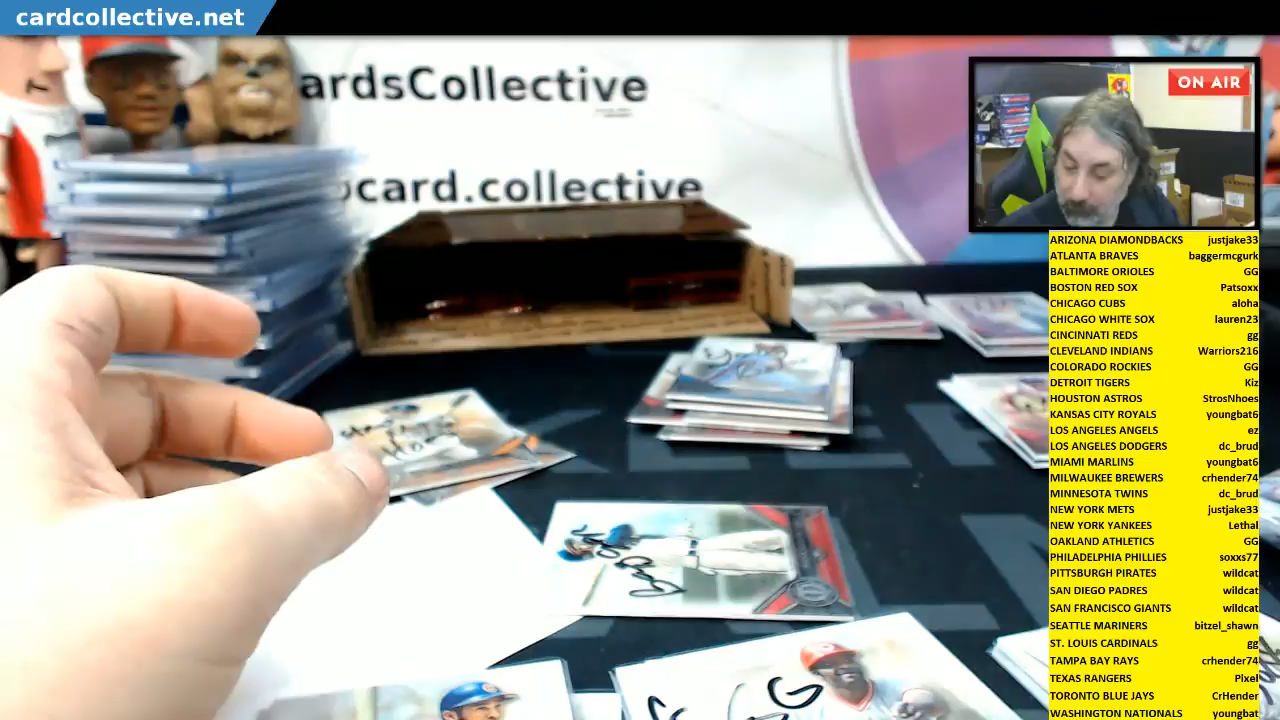 cardcollective.net
ardsCollective
card.collective
ON AIR
ARIZONA DIAMONDBACKS justjake33
ATLANTA BRAVES baggermcgurk
BALTIMORE ORIOLES GG
BOSTON RED SOX Patsoxx
CHICAGO CUBS aloha
CHICAGO WHITE SOX lauren23
CINCINNATI REDS gg
CLEVELAND INDIANS Warriors216
COLORADO ROCKIES GG
DETROIT TIGERS Kiz
HOUSTON ASTROS StrosNhoes
KANSAS CITY ROYALS youngbat6
LOS ANGELES ANGELS ez
LOS ANGELES DODGERS dc_brud
MIAMI MARLINS youngbat6
MILWAUKEE BREWERS crhender74
MINNESOTA TWINS dc_brud
NEW YORK METS justjake33
NEW YORK YANKEES Lethal
OAKLAND ATHLETICS GG
PHILADELPHIA PHILLIES soxxs77
PITTSBURGH PIRATES wildcat
SAN DIEGO PADRES wildcat
SAN FRANCISCO GIANTS wildcat
SEATTLE MARINERS bitzel_shawn
ST. LOUIS CARDINALS gg
TAMPA BAY RAYS crhender74
TEXAS RANGERS Pixel
TORONTO BLUE JAYS CrHender
WASHINGTON NATIONALS youngbat